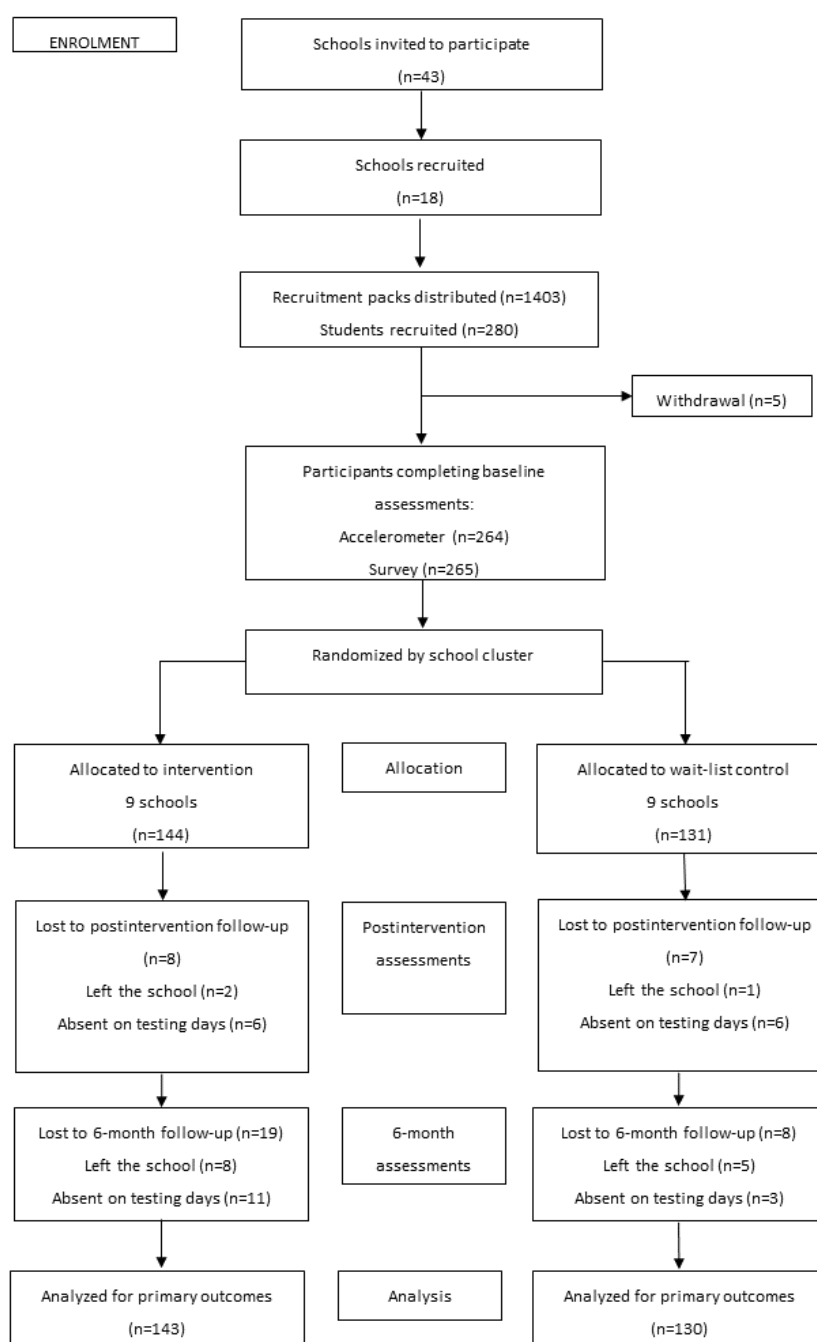 ENROLMENT
Schools invited to participate
(n=43)
Schools recruited
(n=18)
Recruitment packs distributed (n=1403)
Students recruited (n=280)
Withdrawal (n=5)
Participants completing baseline
assessments:
Accelerometer (n=264)
Survey (n=265)
Randomized by school cluster
Allocated to intervention
9 schools
(n=144)
Allocation
Allocated to wait-list control
9 schools
(n=131)
Lost to postintervention follow-up
(n=8)
Left the school (n=2)
Absent on testing days (n=6)
Postintervention
assessments
Lost to postintervention follow-up
(n=7)
Left the school (n=1)
Absent on testing days (n=6)
Lost to 6-month follow-up (n=19)
Left the school (n=8)
Absent on testing days (n=11)
6-month
assessments
Lost to 6-month follow-up (n=8)
Left the school (n=5)
Absent on testing days (n=3)
Analyzed for primary outcomes
(n=143)
Analysis
Analyzed for primary outcomes
(n=130)